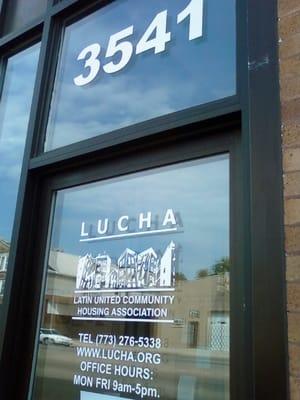 3541
LUCHA
LATIN UNITED COMMUNITY
HOUSING ASSOCIATION
TEL (773) 276-5338
WWW.LUCHA.ORG
OFFICE HOURS:
MON FRI 9am-5pm.